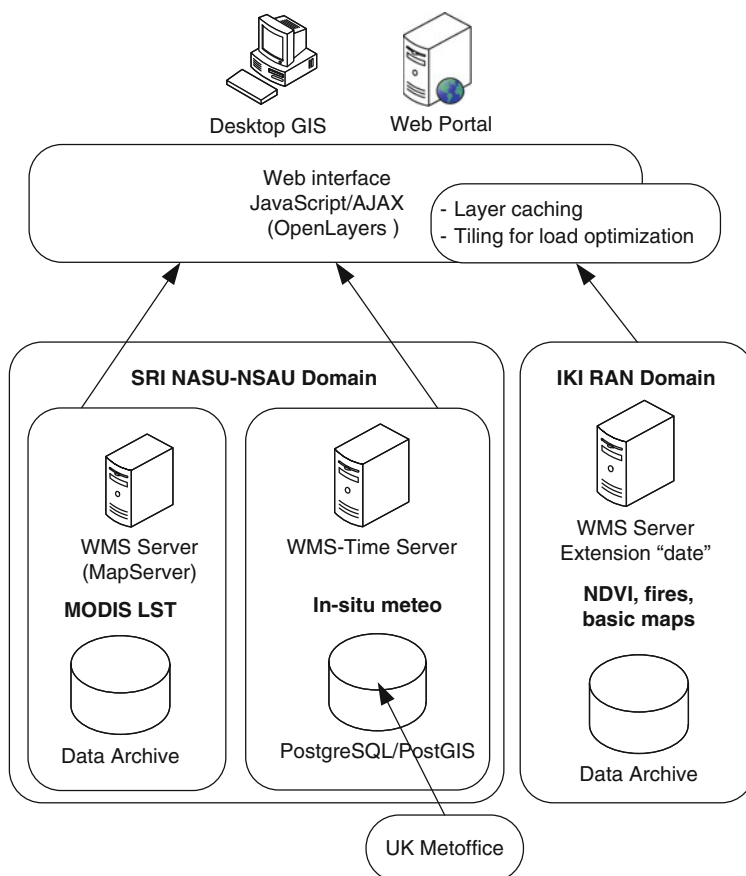 Desktop GIS
Web Portal
Web interface
JavaScript/AJAX
(OpenLayers )
- Layer caching
- Tiling for load optimization
SRI NASU-NSAU Domain
WMS Server
(MapServer)
MODIS LST
Data Archive
WMS-Time Server
In-situ meteo
PostgreSQL/PostGIS
IKI RAN Domain
WMS Server
Extension “date”
NDVI, fires,
basic maps
Data Archive
UK Metoffice